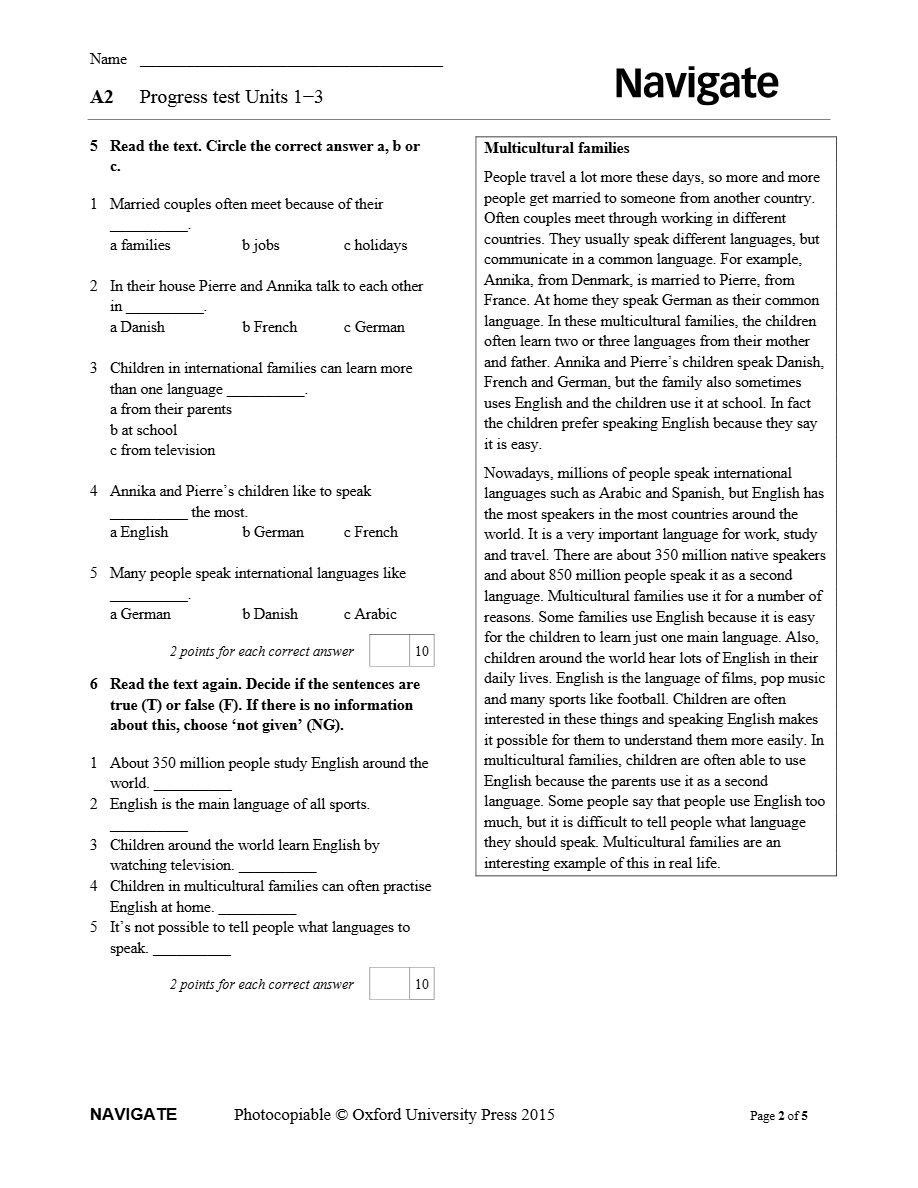 Name ______________________________________
Navigate
A2 Progress test Units 1−3
5 Read the text. Circle the correct answer a, b or
c.
1 Married couples often meet because of their
__________.
a families b jobs c holidays
2 In their house Pierre and Annika talk to each other
in __________.
a Danish b French c German
3 Children in international families can learn more
than one language __________.
a from their parents
b at school
c from television
4 Annika and Pierre’s children like to speak
__________ the most.
a English b German c French
5 Many people speak international languages like
__________.
a German b Danish c Arabic
2 points for each correct answer 10
6 Read the text again. Decide if the sentences are
true (T) or false (F). If there is no information
about this, choose ‘not given’ (NG).
1 About 350 million people study English around the
world. __________
2 English is the main language of all sports.
__________
3 Children around the world learn English by
watching television. __________
4 Children in multicultural families can often practise
English at home. __________
5 It’s not possible to tell people what languages to
speak. __________
2 points for each correct answer 10
Multicultural families
People travel a lot more these days, so more and more
people get married to someone from another country.
Often couples meet through working in different
countries. They usually speak different languages, but
communicate in a common language. For example,
Annika, from Denmark, is married to Pierre, from
France. At home they speak German as their common
language. In these multicultural families, the children
often learn two or three languages from their mother
and father. Annika and Pierre’s children speak Danish,
French and German, but the family also sometimes
uses English and the children use it at school. In fact
the children prefer speaking English because they say
it is easy.
Nowadays, millions of people speak international
languages such as Arabic and Spanish, but English has
the most speakers in the most countries around the
world. It is a very important language for work, study
and travel. There are about 350 million native speakers
and about 850 million people speak it as a second
language. Multicultural families use it for a number of
reasons. Some families use English because it is easy
for the children to learn just one main language. Also,
children around the world hear lots of English in their
daily lives. English is the language of films, pop music
and many sports like football. Children are often
interested in these things and speaking English makes
it possible for them to understand them more easily. In
multicultural families, children are often able to use
English because the parents use it as a second
language. Some people say that people use English too
much, but it is difficult to tell people what language
they should speak. Multicultural families are an
interesting example of this in real life.
NAVIGATE Photocopiable © Oxford University Press 2015 Page 2 of 5